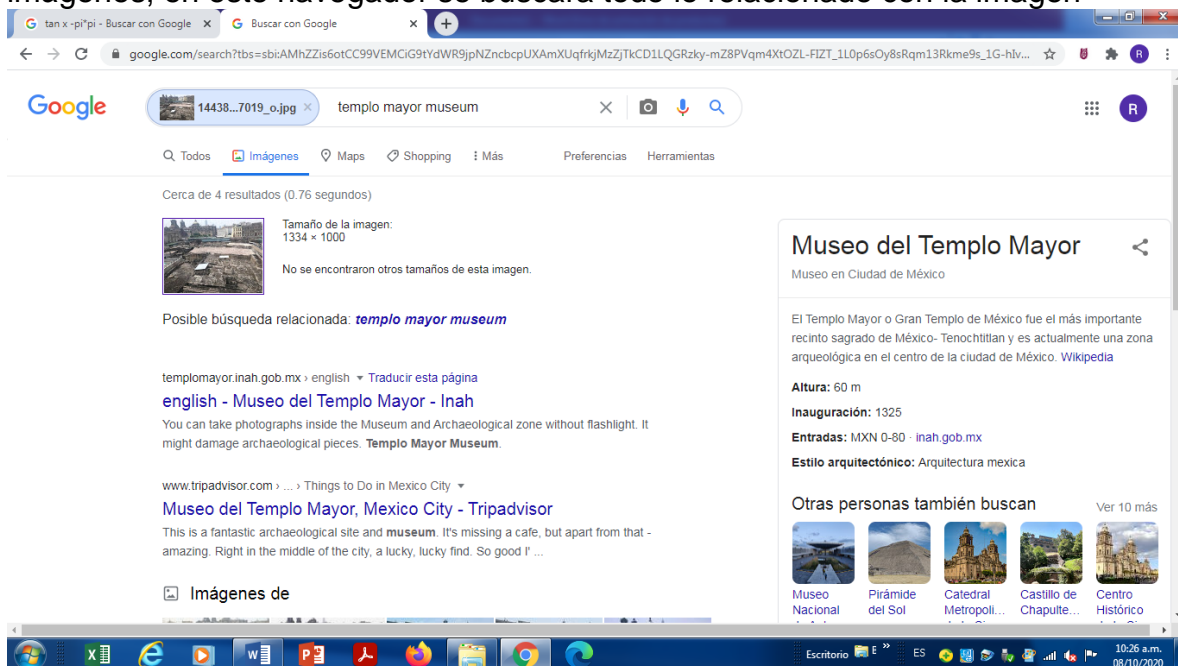 imágenes, en este navegador se buscará todo lo relacionado con la imagen
tan x -pi*pi - Buscar con Google
Buscar con Google
google.com/search?tbs=sbi:AMhZZis6otCC99VEMCiG9tYdWR9jpNZncbcpUXAmXUqfrkjMzZjTkCD1LQGRzky-mZ8PVqm4XtOZL-FIZT_1L0p6sOy8sRqm13Rkme9s_1G-hIv...
R
Google
14438...7019_o.jpg
templo mayor museum
R
Todos
Imágenes
Maps
Shopping
Más
Preferencias
Herramientas
Cerca de 4 resultados (0.76 segundos)
Tamaño de la imagen:
1334 × 1000
No se encontraron otros tamaños de esta imagen.
Posible búsqueda relacionada: templo mayor museum
templomayor.inah.gob.mx › english
Traducir esta página
english - Museo del Templo Mayor - Inah
You can take photographs inside the Museum and Archaeological zone without flashlight. It
might damage archaeological pieces. Templo Mayor Museum.
www.tripadvisor.com › ... › Things to Do in Mexico City
Museo del Templo Mayor, Mexico City - Tripadvisor
This is a fantastic archaeological site and museum. It's missing a cafe, but apart from that -
amazing. Right in the middle of the city, a lucky, lucky find. So good I' ...
Imágenes de
Museo del Templo Mayor
Museo en Ciudad de México
El Templo Mayor o Gran Templo de México fue el más importante
recinto sagrado de México- Tenochtitlan y es actualmente una zona
arqueológica en el centro de la ciudad de México. Wikipedia
Altura: 60 m
Inauguración: 1325
Entradas: MXN 0-80 · inah.gob.mx
Estilo arquitectónico: Arquitectura mexica
Otras personas también buscan
Ver 10 más
Museo
Nacional
Pirámide
del Sol
Catedral
Metropoli...
Castillo de
Chapulte...
Centro
Histórico
Escritorio
E
»
ES
10:26 a.m.
08/10/2020